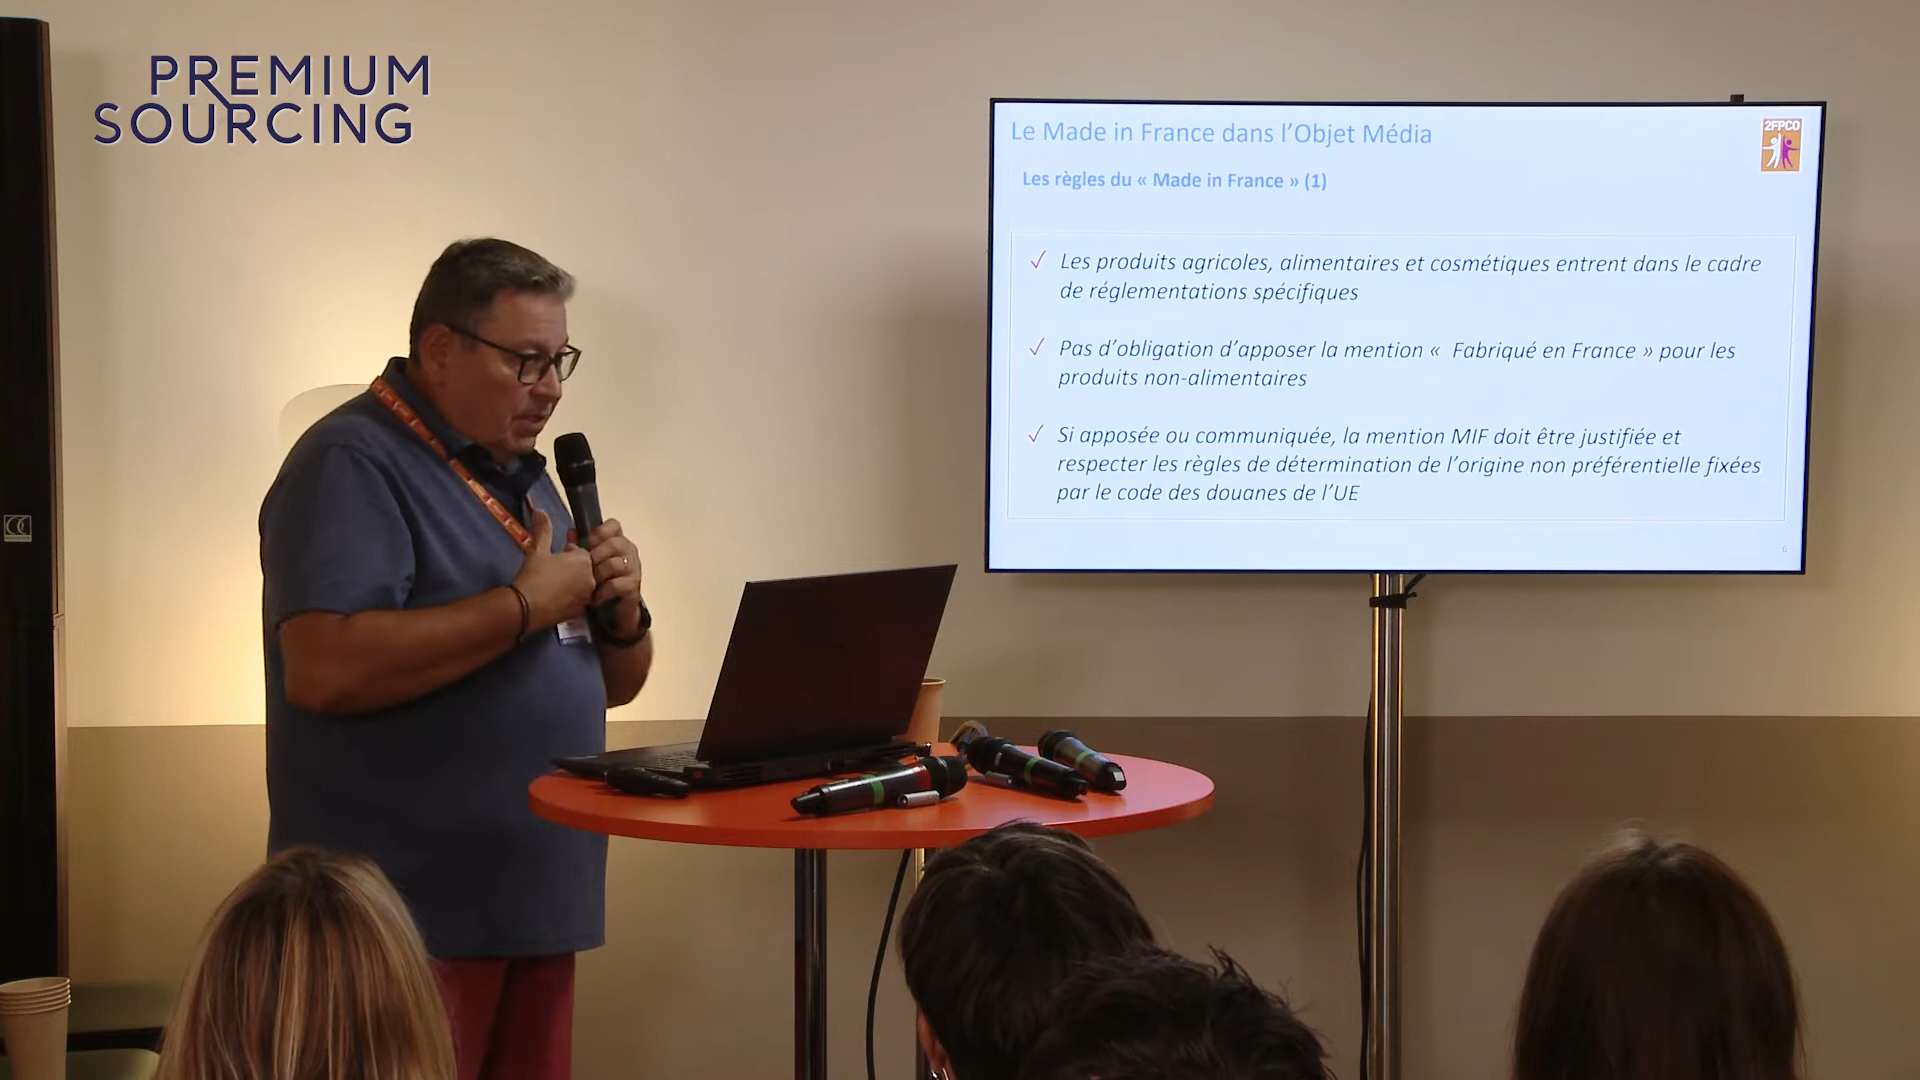 PREMIUM
SOURCING
Le Made in France dans l'Objet Média
2FPCO
Les règles du « Made in France » (1)
✓ Les produits agricoles, alimentaires et cosmétiques entrent dans le cadre
de réglementations spécifiques
✓ Pas d'obligation d'apposer la mention «  Fabriqué en France » pour les
produits non-alimentaires
✓ Si apposée ou communiquée, la mention MIF doit être justifiée et
respecter les règles de détermination de l'origine non préférentielle fixées
par le code des douanes de l'UE
6